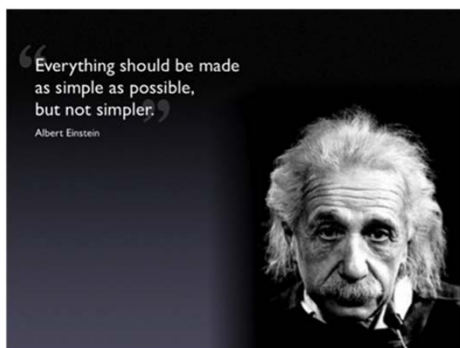 “Everything should be made
as simple as possible,
but not simpler.”
Albert Einstein